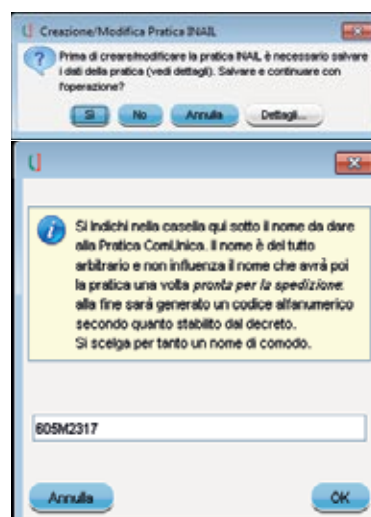 Creazione/Modifica Pratica INAIL
Prima di creare/modificare la pratica INAIL, è necessario salvare
i dati della pratica (vedi dettagli). Salvare e continuare con
l'operazione?
Sì No Annulla Dettagli...
Si indichi nella casella qui sotto il nome da dare
alla Pratica ComUnica. Il nome è del tutto
arbitrario e non influenza il nome che avrà poi
la pratica una volta pronta per la spedizione:
alla fine sarà generato un codice alfanumerico
secondo quanto stabilito dal decreto.
Si scelga per tanto un nome di comodo.
605M2317
Annulla OK